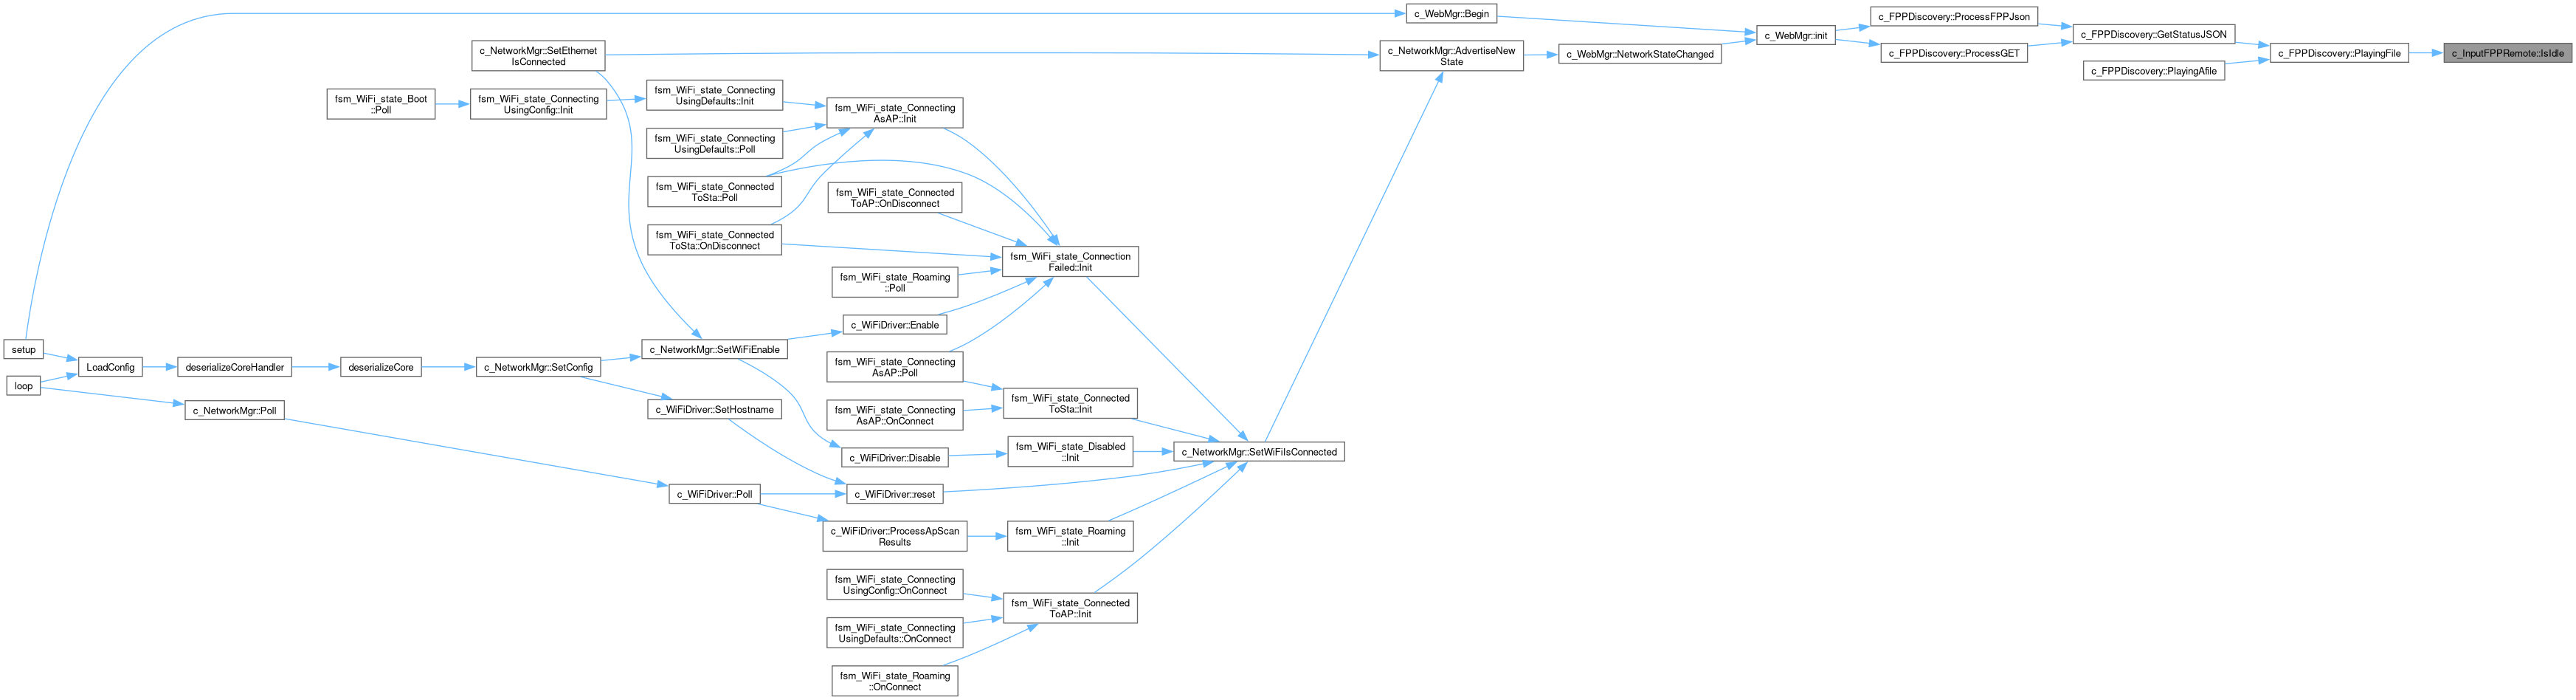 setup
loop
LoadConfig
c_NetworkMgr::Poll
deserializeCoreHandler
fsm_WiFi_state_Boot
::Poll
deserializeCore
c_NetworkMgr::SetEthernet
IsConnected
fsm_WiFi_state_Connecting
UsingConfig::Init
c_NetworkMgr::SetConfig
fsm_WiFi_state_Connecting
UsingDefaults::Init
fsm_WiFi_state_Connecting
UsingDefaults::Poll
fsm_WiFi_state_Connected
ToSta::Poll
fsm_WiFi_state_Connected
ToSta::OnDisconnect
c_NetworkMgr::SetWiFiEnable
c_WiFiDriver::SetHostname
c_WiFiDriver::Poll
fsm_WiFi_state_Connecting
AsAP::Init
fsm_WiFi_state_Connected
ToAP::OnDisconnect
fsm_WiFi_state_Roaming
::Poll
c_WiFiDriver::Enable
fsm_WiFi_state_Connecting
AsAP::Poll
fsm_WiFi_state_Connecting
AsAP::OnConnect
c_WiFiDriver::Disable
c_WiFiDriver::reset
c_WiFiDriver::ProcessApScan
Results
fsm_WiFi_state_Connecting
UsingConfig::OnConnect
fsm_WiFi_state_Connecting
UsingDefaults::OnConnect
fsm_WiFi_state_Roaming
::OnConnect
fsm_WiFi_state_Connection
Failed::Init
fsm_WiFi_state_Connected
ToSta::Init
fsm_WiFi_state_Disabled
::Init
fsm_WiFi_state_Roaming
::Init
fsm_WiFi_state_Connected
ToAP::Init
c_NetworkMgr::SetWiFiIsConnected
c_WebMgr::Begin
c_NetworkMgr::AdvertiseNew
State
c_WebMgr::NetworkStateChanged
c_WebMgr::init
c_FPPDiscovery::ProcessFPPJson
c_FPPDiscovery::ProcessGET
c_FPPDiscovery::GetStatusJSON
c_FPPDiscovery::PlayingAfile
c_FPPDiscovery::PlayingFile
c_InputFPPRemote::IsIdle